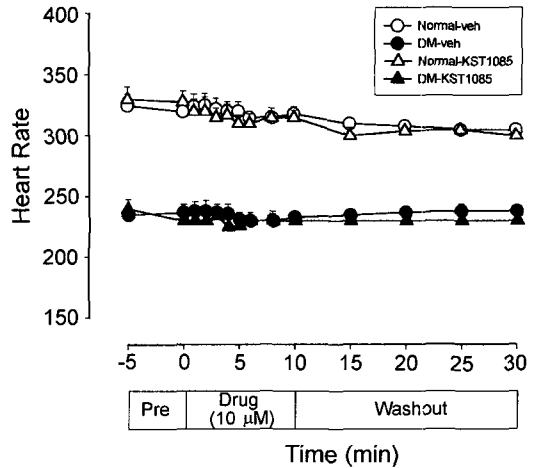 400
350
300
250
200
150
Heart Rate
Normal-veh
DM-veh
Normal-KST1085
DM-KST1085
-5 0 5 10 15 20 25 30
Pre
Drug
(10 μM)
Washout
Time (min)